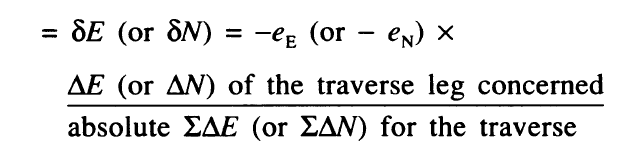 = δE (or δN) = −e_E (or − e_N) ×
ΔE (or ΔN) of the traverse leg concerned
absolute ΣΔE (or ΣΔN) for the traverse